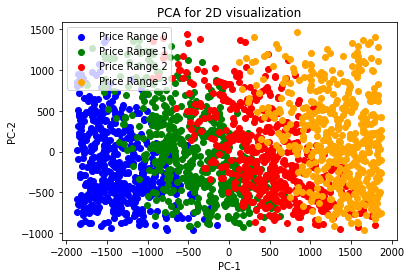 PCA for 2D visualization
Price Range 0
Price Range 1
Price Range 2
Price Range 3
PC-2
1500
1000
500
0
−500
−1000
−2000 −1500 −1000 −500 0 500 1000 1500 2000
PC-1